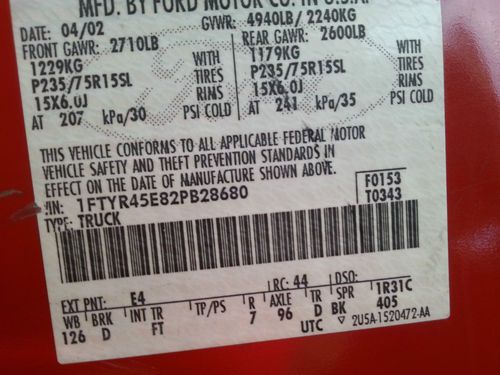 MFD. BY FORD MOTOR CO. IN U.S.A.
DATE: 04/02 GVWR: 4940LB/ 2240KG
FRONT GAWR: 2710LB REAR GAWR: 2600LB
1229KG WITH 1179KG WITH
P235/75R15SL TIRES P235/75R15SL TIRES
15X6.0J RIMS 15X6.0J RIMS
AT 207 kPa/30 PSI COLD AT 241 kPa/35 PSI COLD
THIS VEHICLE CONFORMS TO ALL APPLICABLE FEDERAL MOTOR
VEHICLE SAFETY AND THEFT PREVENTION STANDARDS IN
EFFECT ON THE DATE OF MANUFACTURE SHOWN ABOVE.
F0153
VIN: 1FTYR45E82PB28680 T0343
TYPE: TRUCK
EXT PNT: E4 RC: 44 DSO:
WB BRK INT TR TP/PS R AXLE TR SPR 1R31C
126 D FT 7 96 D BK 405
UTC ▽ 2U5A-1520472-AA